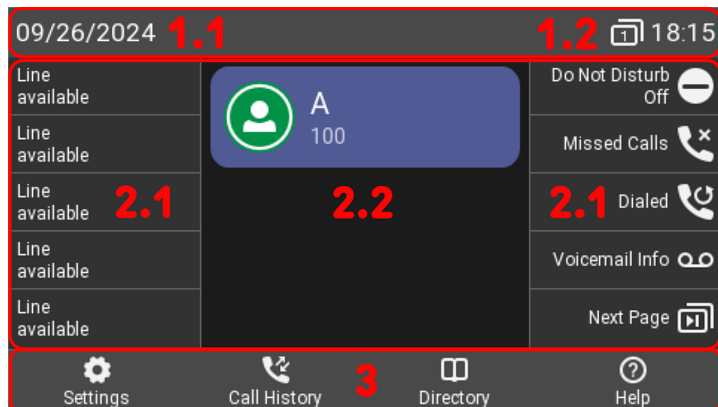 09/26/2024 1.1 1.2 1 18:15
Line
available
Line
available
Line
available
Line
available
Line
available
2.1
A
100
2.2
Do Not Disturb
Off
Missed Calls
2.1 Dialed
Voicemail Info
Next Page
Settings
Call History
3
Directory
Help